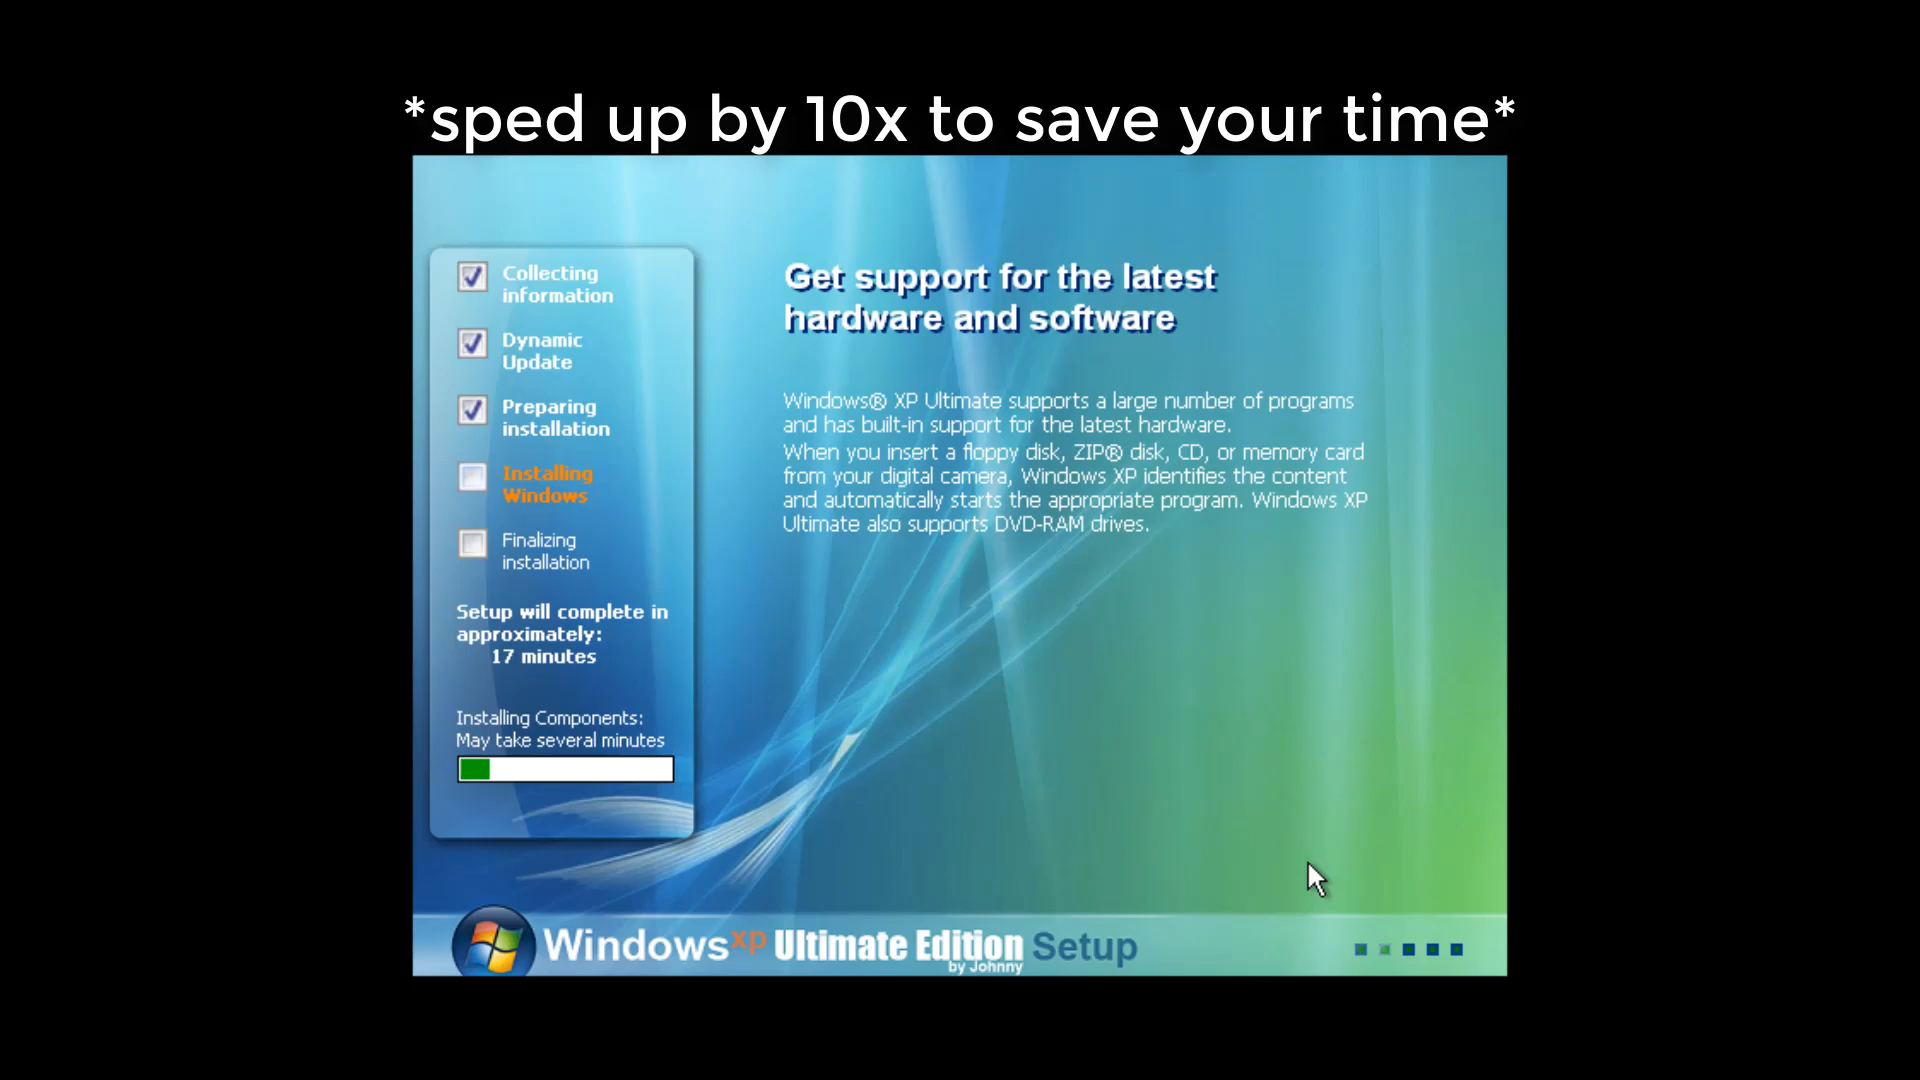 *sped up by 10x to save your time*
Collecting
information
Dynamic
Update
Preparing
installation
Installing
Windows
Finalizing
installation
Setup will complete in
approximately:
17 minutes
Installing Components:
May take several minutes
Get support for the latest
hardware and software
Windows® XP Ultimate supports a large number of programs
and has built-in support for the latest hardware.
When you insert a floppy disk, ZIP® disk, CD, or memory card
from your digital camera, Windows XP identifies the content
and automatically starts the appropriate program. Windows XP
Ultimate also supports DVD-RAM drives.
Windows xp Ultimate Edition Setup
by Johnny